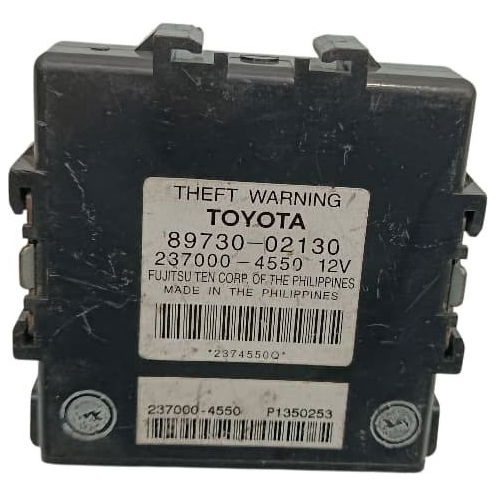 THEFT WARNING
TOYOTA
89730-02130
237000-4550 12V
FUJITSU TEN CORP. OF THE PHILIPPINES
MADE IN THE PHILIPPINES
*2374550Q*
237000-4550 P1350253